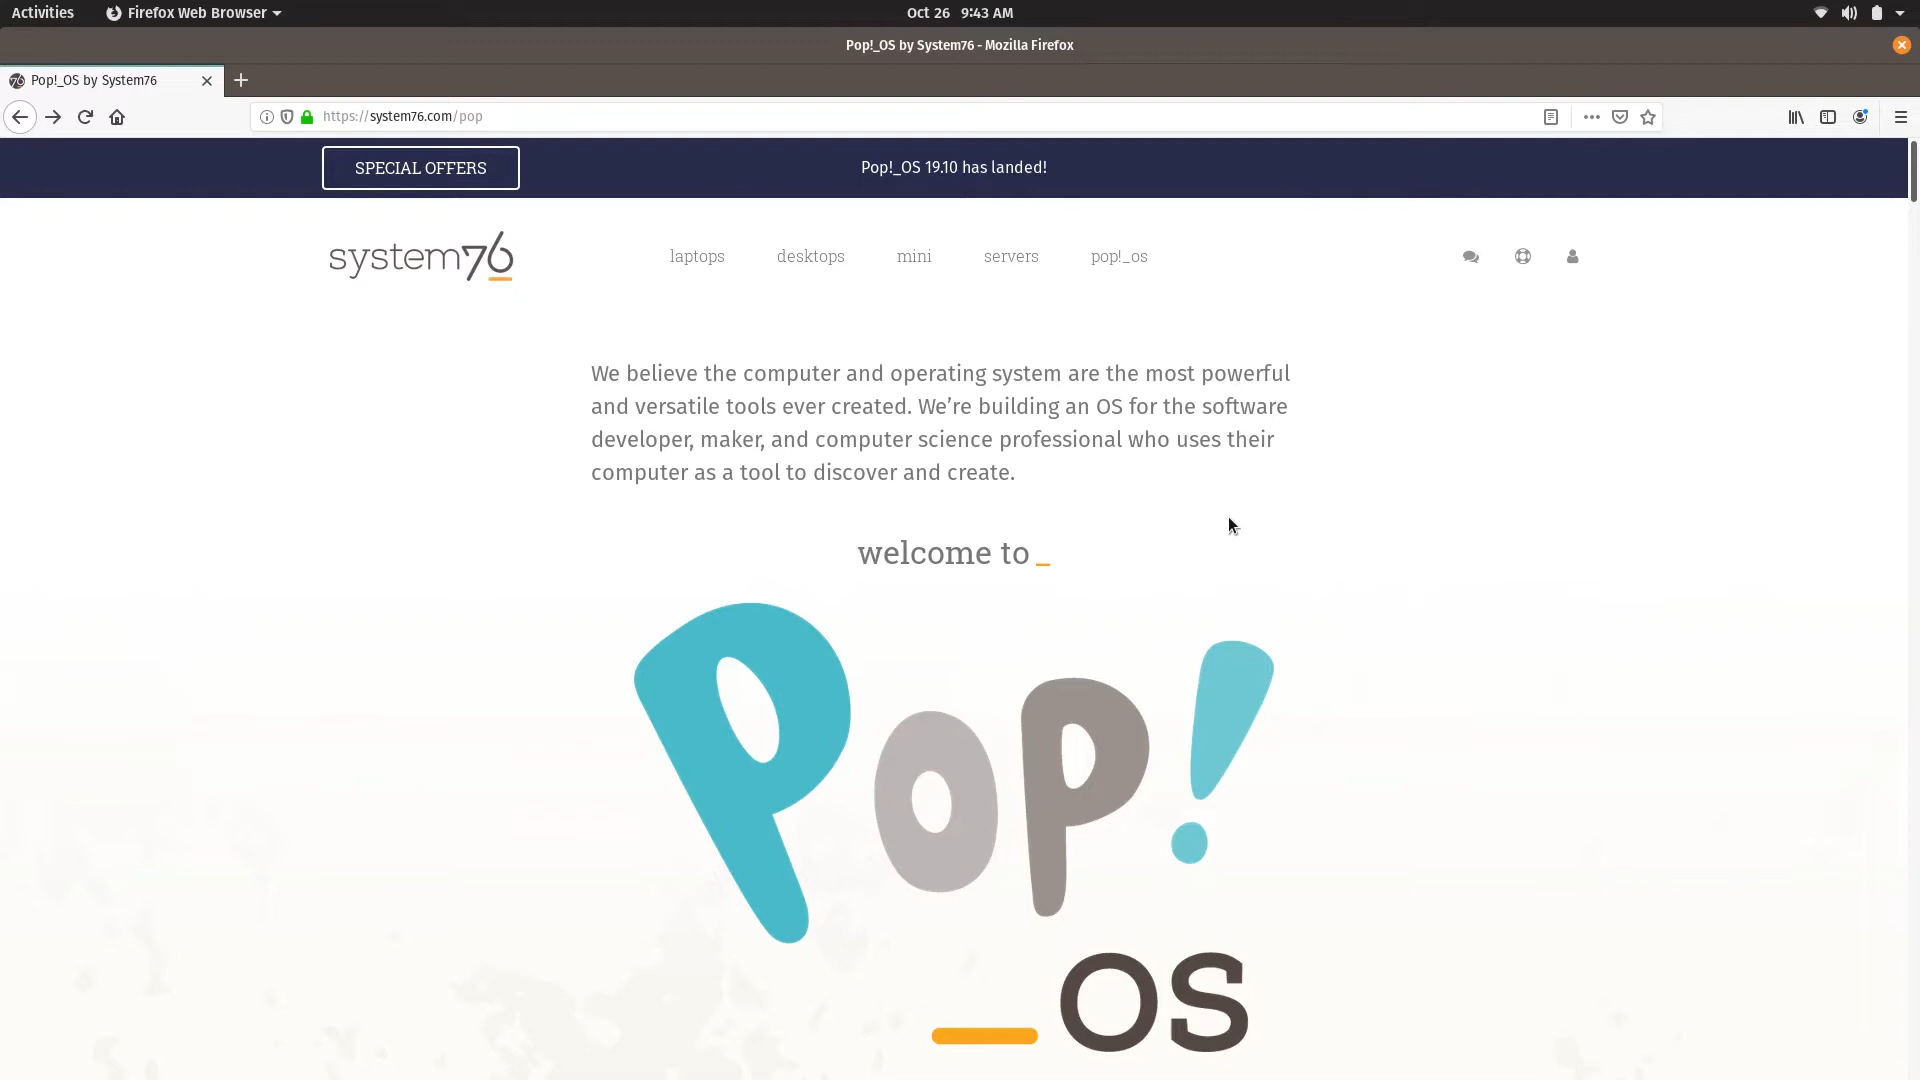 Activities Firefox Web Browser Oct 26 9:43 AM
Pop!_OS by System76 - Mozilla Firefox
Pop!_OS by System76
https://system76.com/pop
SPECIAL OFFERS Pop!_OS 19.10 has landed!
system76 laptops desktops mini servers pop!_os
We believe the computer and operating system are the most powerful
and versatile tools ever created. We’re building an OS for the software
developer, maker, and computer science professional who uses their
computer as a tool to discover and create.
welcome to _
Pop!
_OS